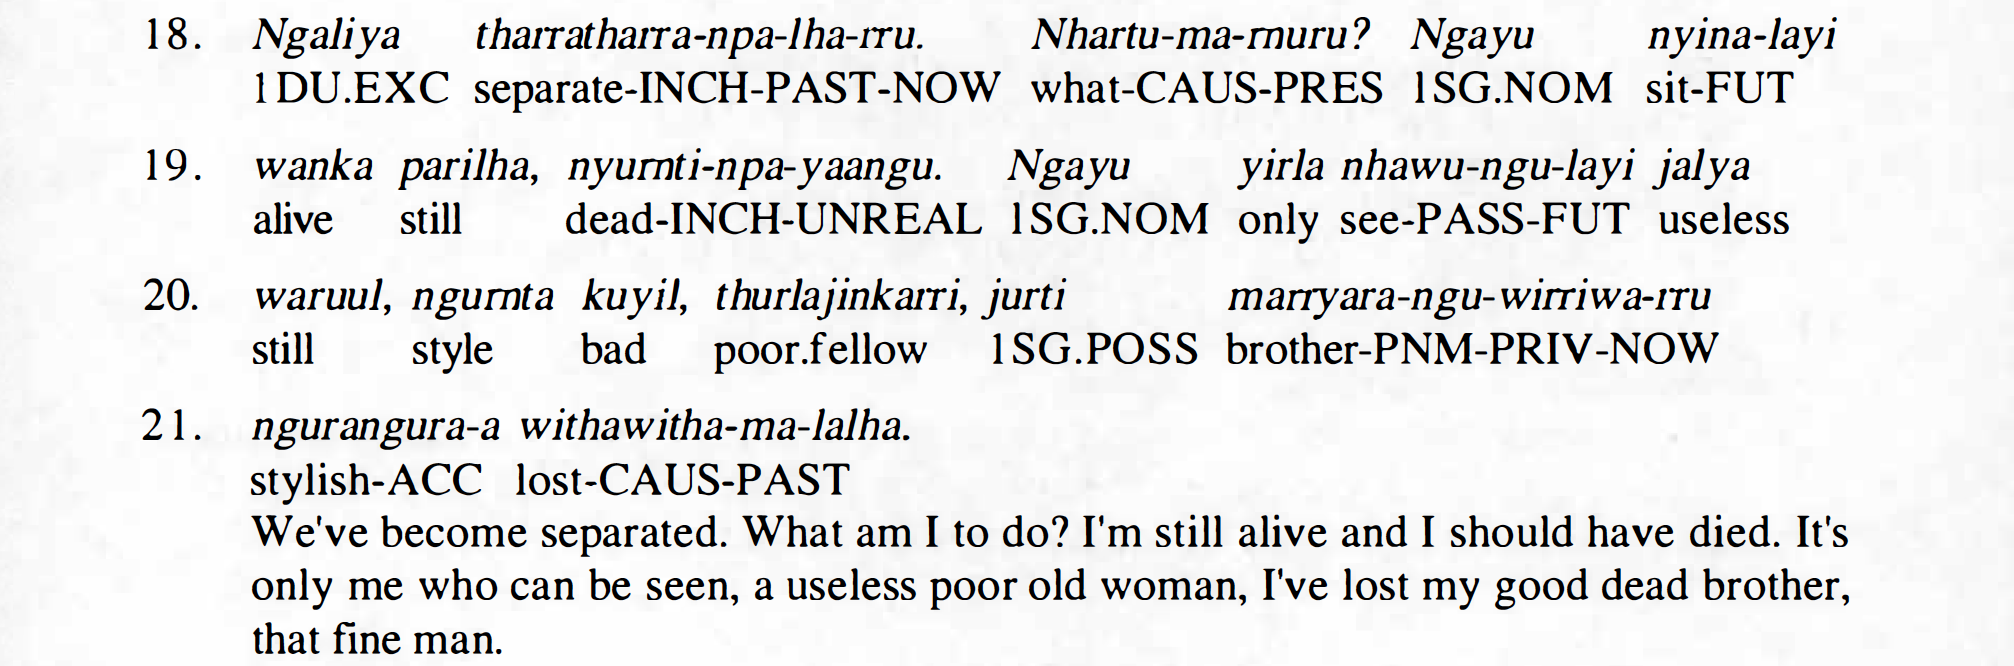 18. Ngaliya tharratharra-npa-lha-rru. Nhartu-ma-rnuru? Ngayu nyina-layi
1DU.EXC separate-INCH-PAST-NOW what-CAUS-PRES 1SG.NOM sit-FUT
19. wanka parilha, nyurnti-npa-yaangu. Ngayu yirla nhawu-ngu-layi jalya
alive still dead-INCH-UNREAL 1SG.NOM only see-PASS-FUT useless
20. waruul, ngurnta kuyil, thurlajinkarri, jurti marryara-ngu-wirriwa-rru
still style bad poor.fellow 1SG.POSS brother-PNM-PRIV-NOW
21. ngurangura-a withawitha-ma-lalha.
stylish-ACC lost-CAUS-PAST
We've become separated. What am I to do? I'm still alive and I should have died. It's
only me who can be seen, a useless poor old woman, I've lost my good dead brother,
that fine man.